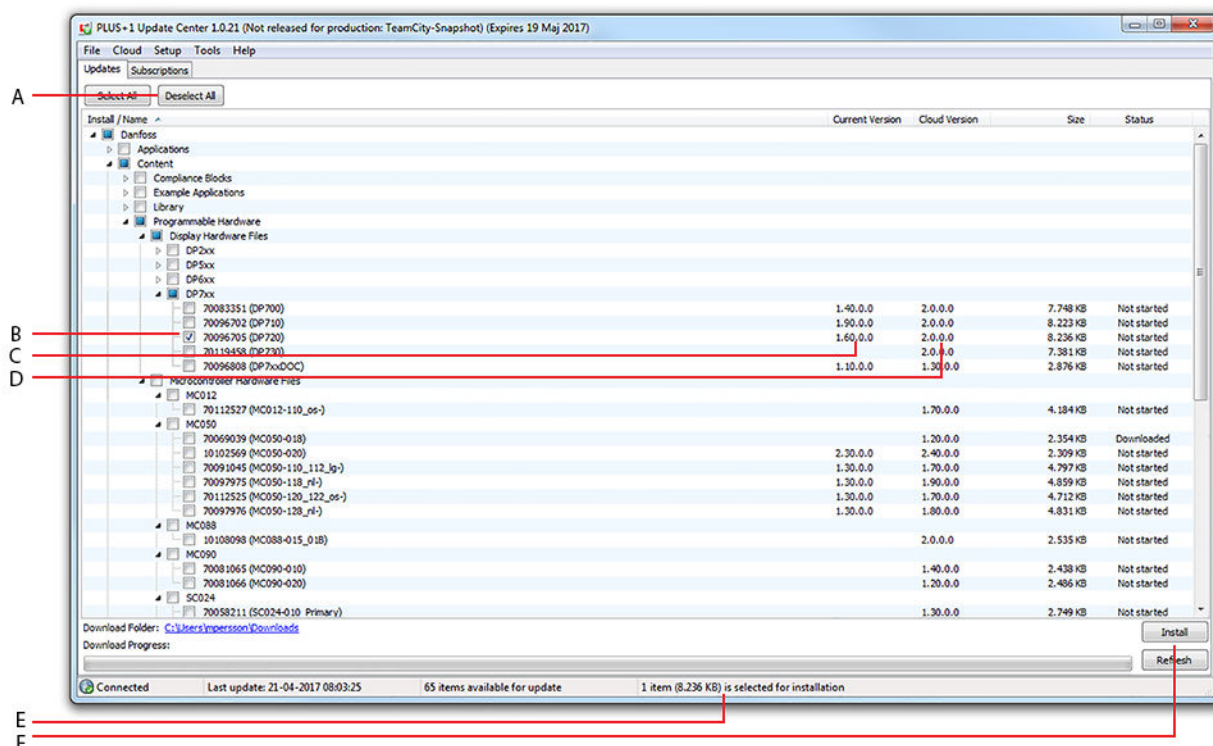 PLUS+1 Update Center 1.0.21 (Not released for production: TeamCity-Snapshot) (Expires 19 Maj 2017)
File Cloud Setup Tools Help
Updates Subscriptions
A
Select All Deselect All
Install / Name Current Version Cloud Version Size Status
Danfoss
Applications
Content
Compliance Blocks
Example Applications
Library
Programmable Hardware
Display Hardware Files
DP2xx
DP5xx
DP6xx
DP7xx
70083351 (DP700) 1.40.0.0 2.0.0.0 7.748 KB Not started
70096702 (DP710) 1.90.0.0 2.0.0.0 8.223 KB Not started
B
70096705 (DP720) 1.60.0.0 2.0.0.0 8.236 KB Not started
C
70119458 (DP730) 2.0.0.0 7.381 KB Not started
D
70096808 (DP7xxDOC) 1.10.0.0 1.30.0.0 2.876 KB Not started
Microcontroller Hardware Files
MC012
70112527 (MC012-110_os-) 1.70.0.0 4.184 KB Not started
MC050
70069039 (MC050-018) 1.20.0.0 2.354 KB Downloaded
10102569 (MC050-020) 2.30.0.0 2.40.0.0 2.309 KB Not started
70091045 (MC050-110_112_lg-) 1.30.0.0 1.70.0.0 4.797 KB Not started
70097975 (MC050-118_nl-) 1.30.0.0 1.90.0.0 4.859 KB Not started
70112525 (MC050-120_122_os-) 1.30.0.0 1.70.0.0 4.712 KB Not started
70097976 (MC050-128_nl-) 1.30.0.0 1.80.0.0 4.831 KB Not started
MC088
10108098 (MC088-015_01B) 2.0.0.0 2.535 KB Not started
MC090
70081065 (MC090-010) 1.40.0.0 2.438 KB Not started
70081066 (MC090-020) 1.20.0.0 2.486 KB Not started
SC024
70058211 (SC024-010 Primary) 1.30.0.0 2.749 KB Not started
Download Folder: C:\Users\mpersson\Downloads
Install
Download Progress:
Refresh
Connected Last update: 21-04-2017 08:03:25 65 items available for update 1 item (8.236 KB) is selected for installation
E
F